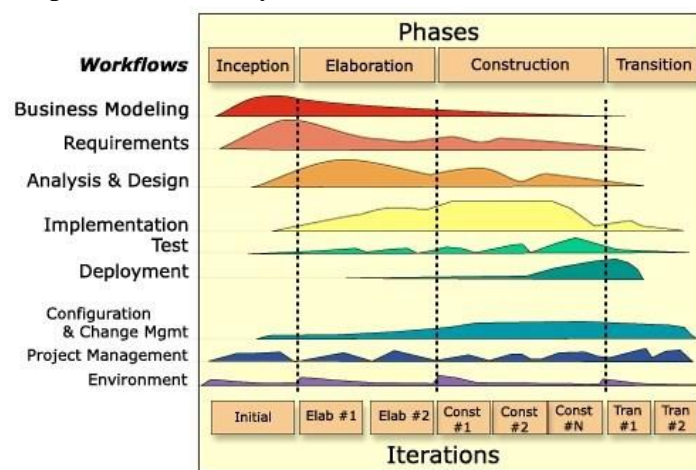 Phases
Workflows
Inception
Elaboration
Construction
Transition
Business Modeling
Requirements
Analysis & Design
Implementation
Test
Deployment
Configuration
& Change Mgmt
Project Management
Environment
Initial
Elab #1
Elab #2
Const
#1
Const
#2
Const
#N
Tran
#1
Tran
#2
Iterations